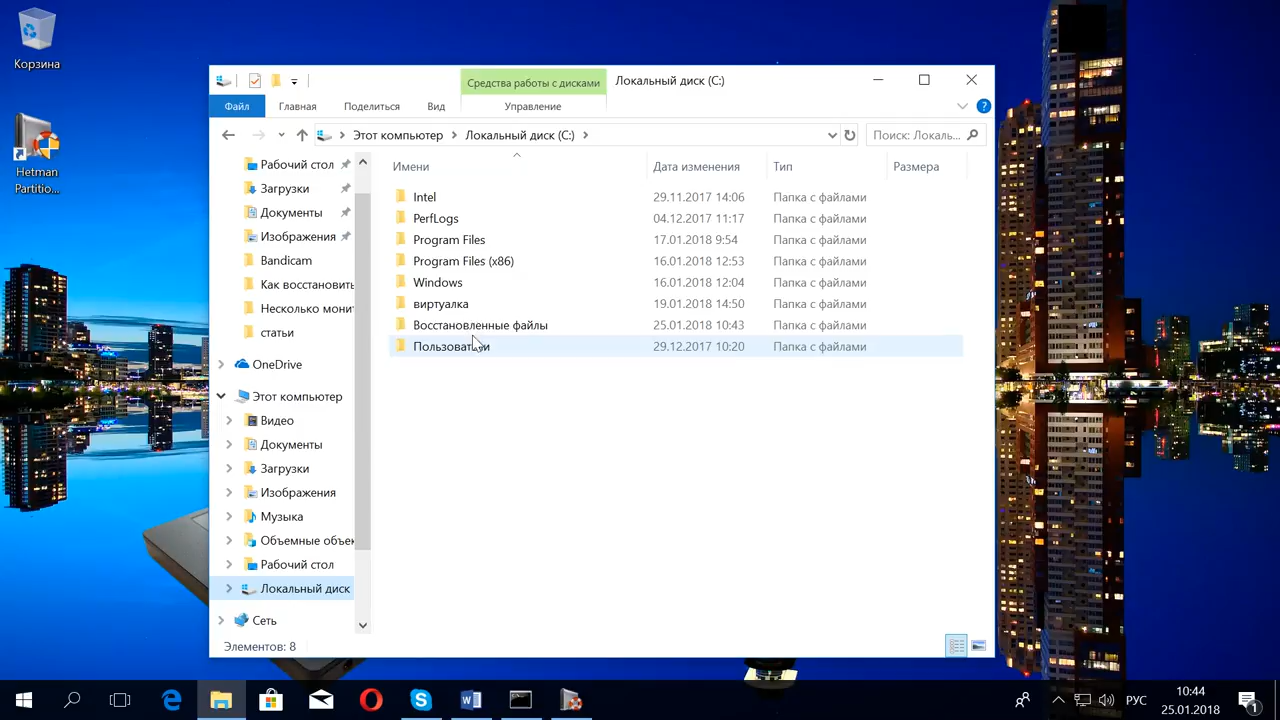 Корзина
Hetman
Partitio...
Средства работы с дисками
Локальный диск (C:)
Файл
Главная
Поделиться
Вид
Управление
Этот компьютер
Локальный диск (C:)
Поиск: Локаль...
Имени
Дата изменения
Тип
Размера
Intel 29.11.2017 14:06 Папка с файлами
PerfLogs 04.12.2017 11:17 Папка с файлами
Program Files 17.01.2018 9:54 Папка с файлами
Program Files (x86) 16.01.2018 12:53 Папка с файлами
Windows 16.01.2018 12:04 Папка с файлами
виртуалка 19.01.2018 14:50 Папка с файлами
Восстановленные файлы 25.01.2018 10:43 Папка с файлами
Пользователи 29.12.2017 10:20 Папка с файлами
Рабочий стол
Загрузки
Документы
Изображения
Bandicam
Как восстановить
Несколько мони
статьи
OneDrive
Этот компьютер
Видео
Документы
Загрузки
Изображения
Музыка
Объемные объек
Рабочий стол
Локальный диск
Сеть
Элементов: 8
РУС
10:44
25.01.2018
1